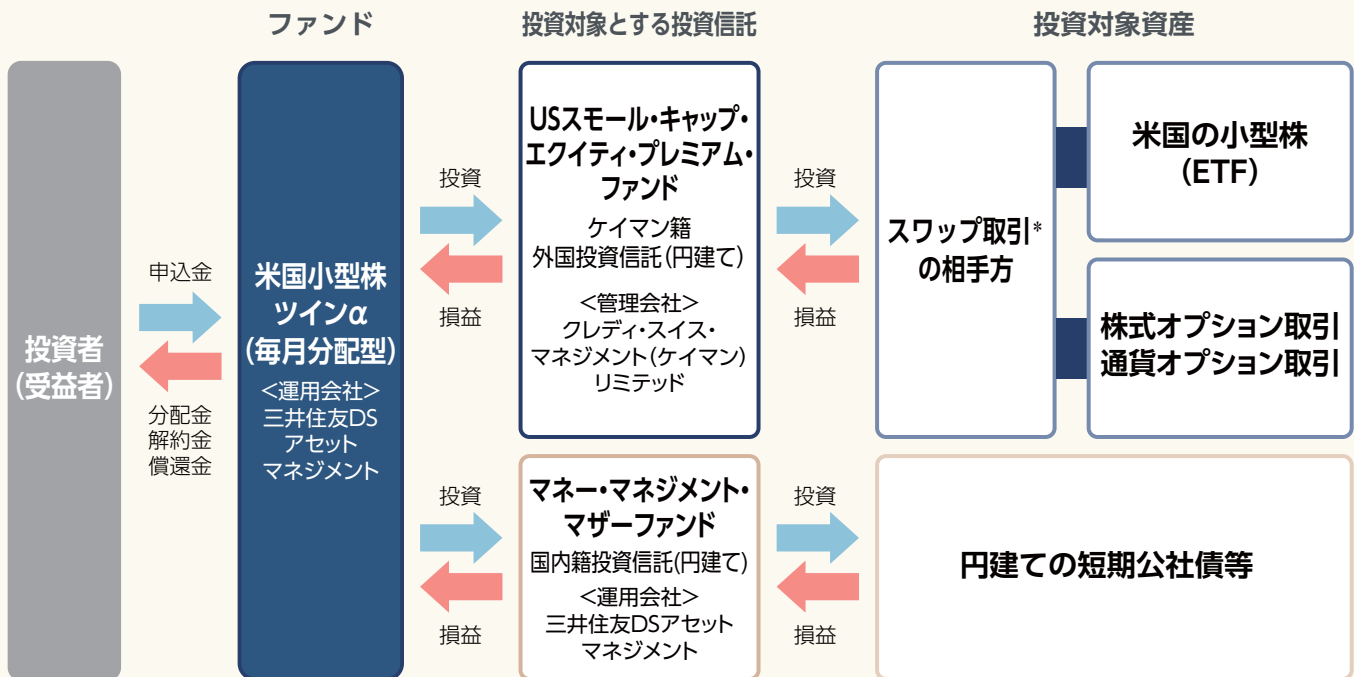 ファンド
投資対象とする投資信託
投資対象資産
投資者
(受益者)
申込金
分配金
解約金
償還金
米国小型株
ツインα
(毎月分配型)
<運用会社>
三井住友DS
アセット
マネジメント
投資
損益
USスモール・キャップ・
エクイティ・プレミアム・
ファンド
ケイマン籍
外国投資信託(円建て)
<管理会社>
クレディ・スイス・
マネジメント(ケイマン)
リミテッド
投資
損益
スワップ取引*
の相手方
米国の小型株
(ETF)
株式オプション取引
通貨オプション取引
投資
損益
マネー・マネジメント・
マザーファンド
国内籍投資信託(円建て)
<運用会社>
三井住友DSアセット
マネジメント
投資
損益
円建ての短期公社債等